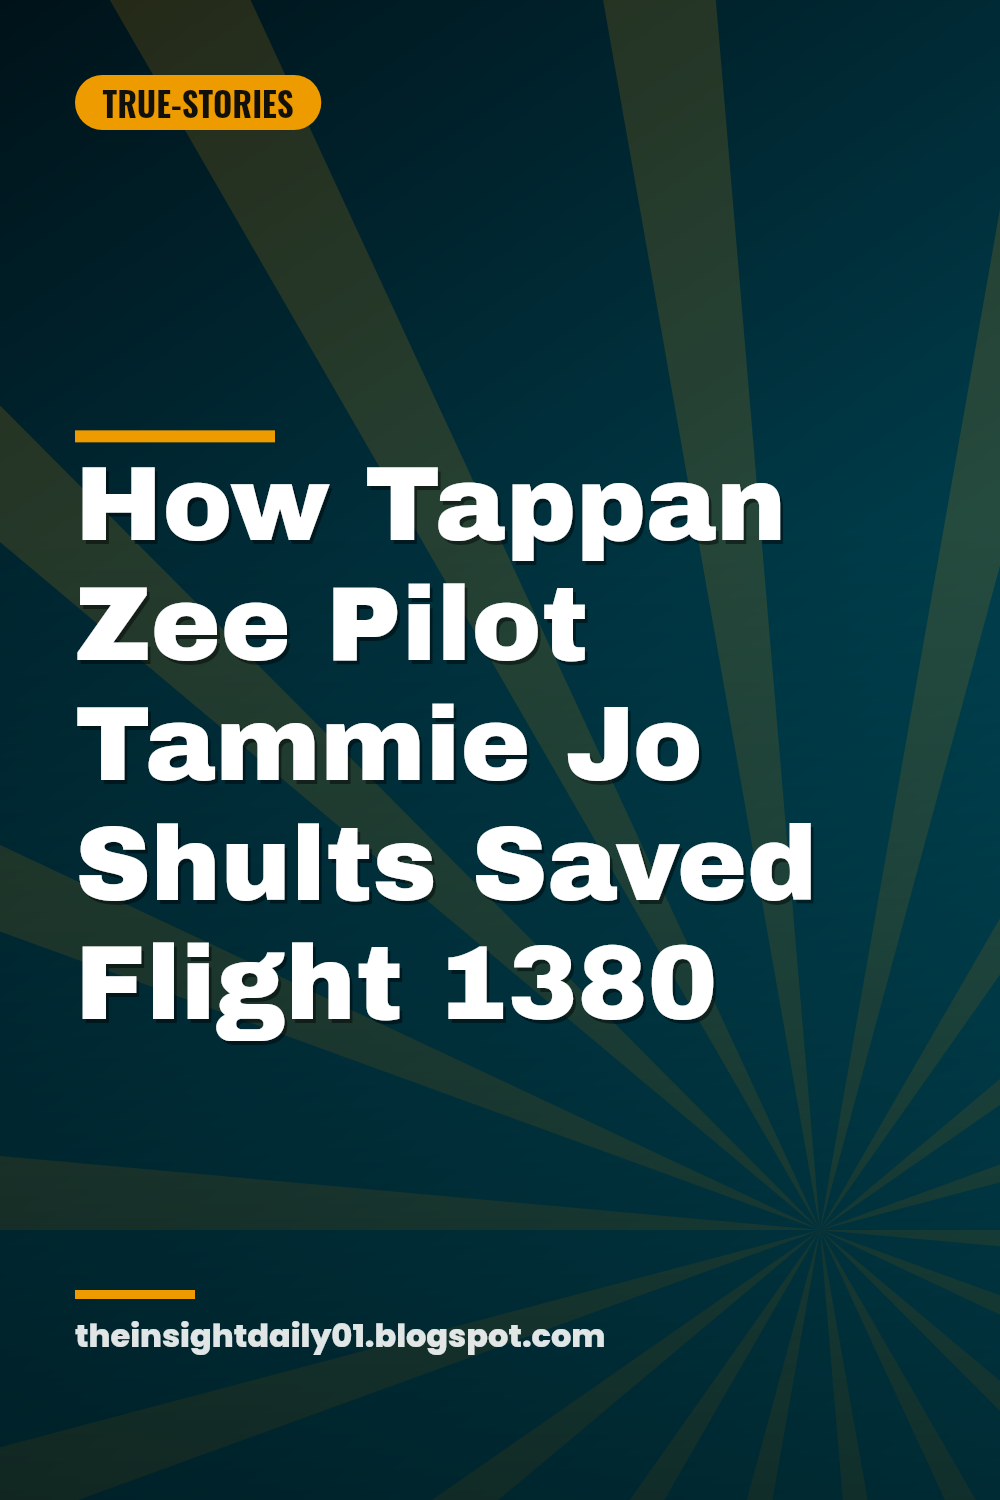 TRUE-STORIES
How Tappan
Zee Pilot
Tammie Jo
Shults Saved
Flight 1380
theinsightdaily01.blogspot.com